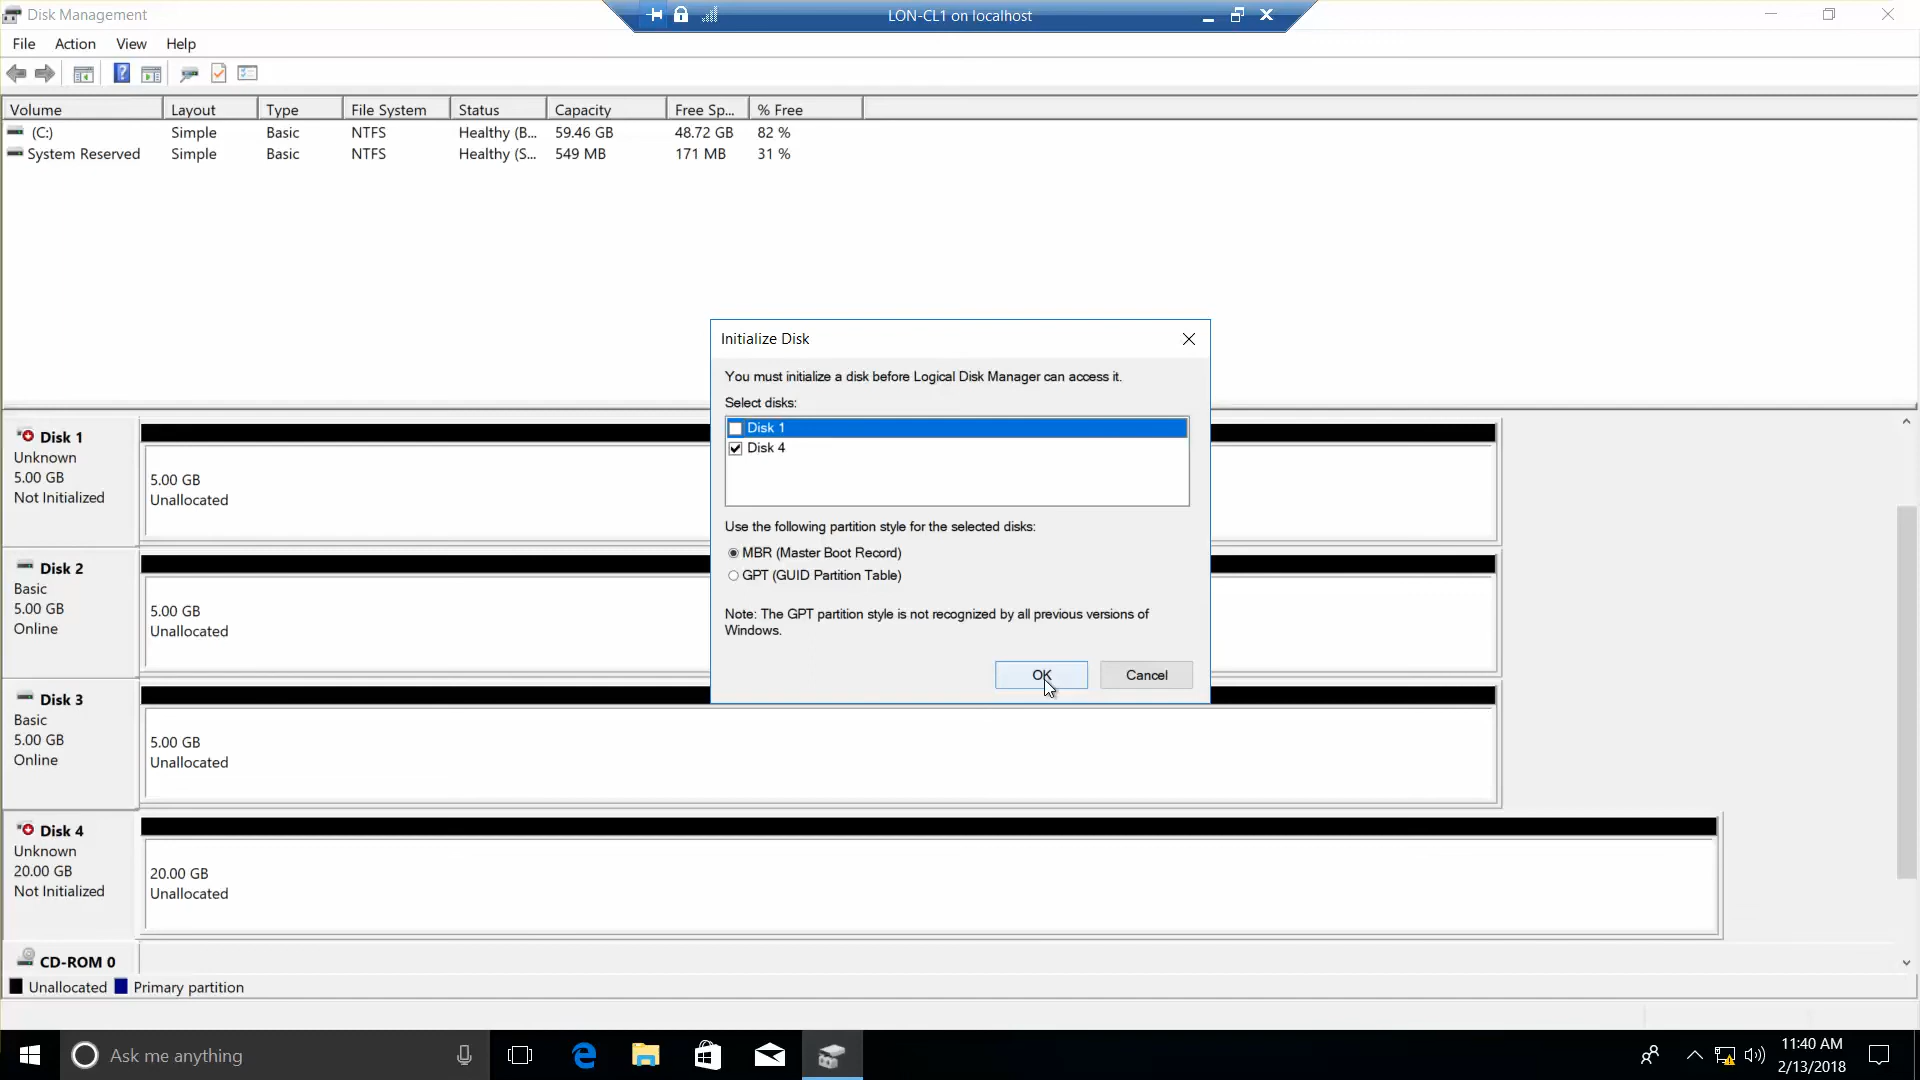 Disk Management
LON-CL1 on localhost
File Action View Help
Volume Layout Type File System Status Capacity Free Sp... % Free
(C:) Simple Basic NTFS Healthy (B... 59.46 GB 48.72 GB 82 %
System Reserved Simple Basic NTFS Healthy (S... 549 MB 171 MB 31 %
Initialize Disk
You must initialize a disk before Logical Disk Manager can access it.
Select disks:
Disk 1
Disk 4
Use the following partition style for the selected disks:
MBR (Master Boot Record)
GPT (GUID Partition Table)
Note: The GPT partition style is not recognized by all previous versions of
Windows.
OK Cancel
Disk 1
Unknown
5.00 GB
Not Initialized
5.00 GB
Unallocated
Disk 2
Basic
5.00 GB
Online
5.00 GB
Unallocated
Disk 3
Basic
5.00 GB
Online
5.00 GB
Unallocated
Disk 4
Unknown
20.00 GB
Not Initialized
20.00 GB
Unallocated
CD-ROM 0
Unallocated Primary partition
Ask me anything
11:40 AM
2/13/2018